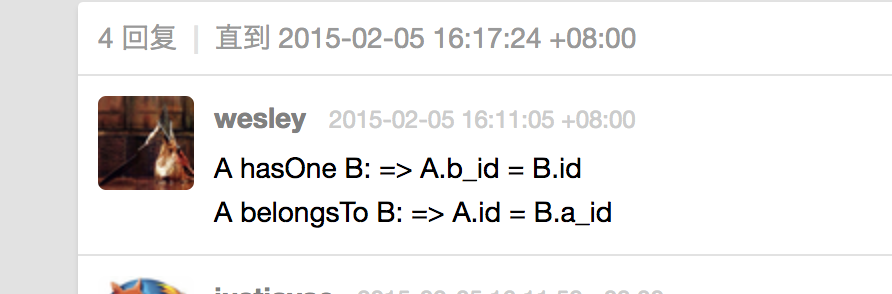 4 回复 | 直到 2015-02-05 16:17:24 +08:00
wesley 2015-02-05 16:11:05 +08:00
A hasOne B: => A.b_id = B.id
A belongsTo B: => A.id = B.a_id